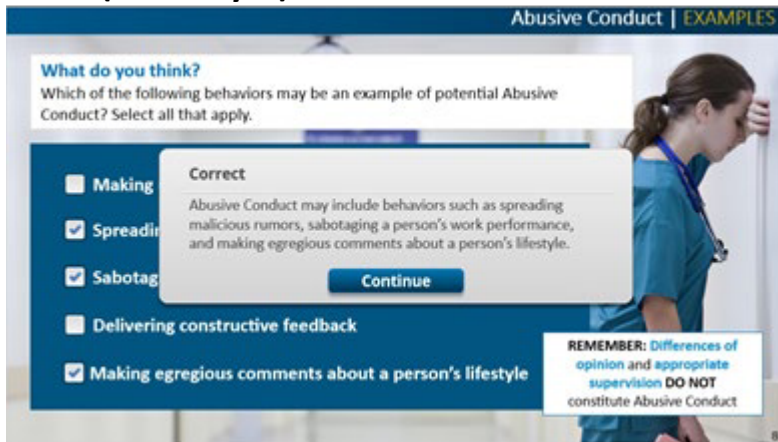 Abusive Conduct | EXAMPLES
What do you think?
Which of the following behaviors may be an example of potential Abusive
Conduct? Select all that apply.
Making
Correct
Abusive Conduct may include behaviors such as spreading
malicious rumors, sabotaging a person's work performance,
and making egregious comments about a person's lifestyle.
Continue
Delivering constructive feedback
Making egregious comments about a person's lifestyle
REMEMBER: Differences of
opinion and appropriate
supervision DO NOT
constitute Abusive Conduct